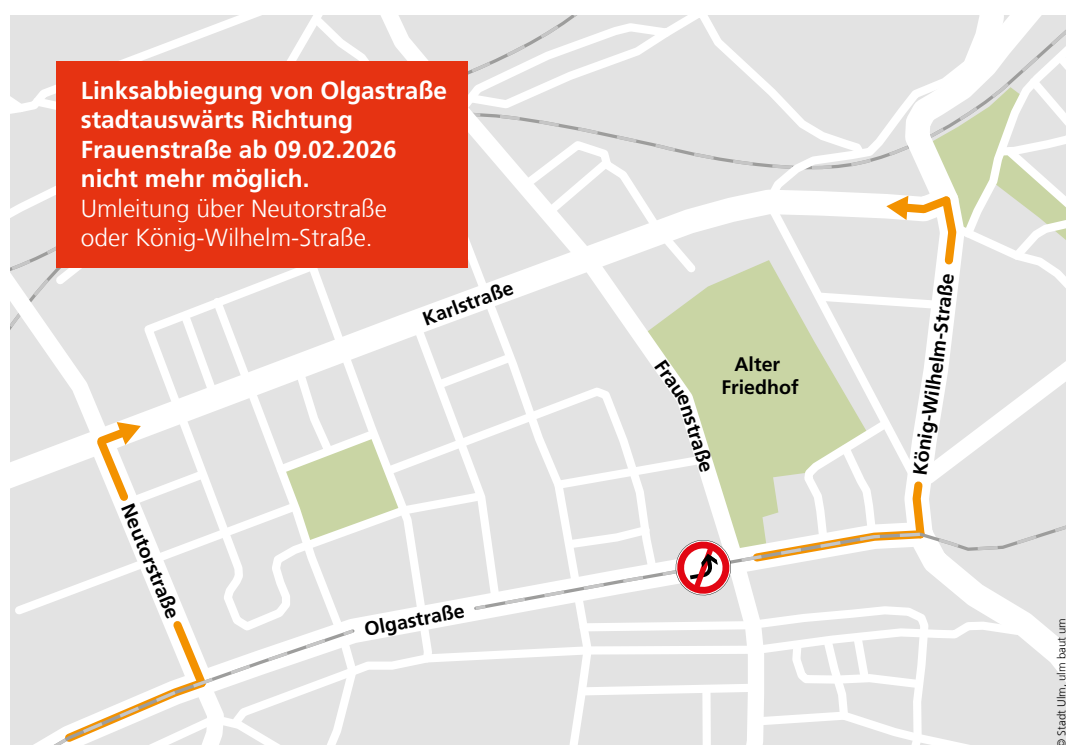 Linksabbiegung von Olgastraße
stadtauswärts Richtung
Frauenstraße ab 09.02.2026
nicht mehr möglich.
Umleitung über Neutorstraße
oder König-Wilhelm-Straße.
Karlstraße
Alter
Friedhof
Frauenstraße
König-Wilhelm-Straße
Neutorstraße
Olgastraße
© Stadt Ulm, ulm baut um